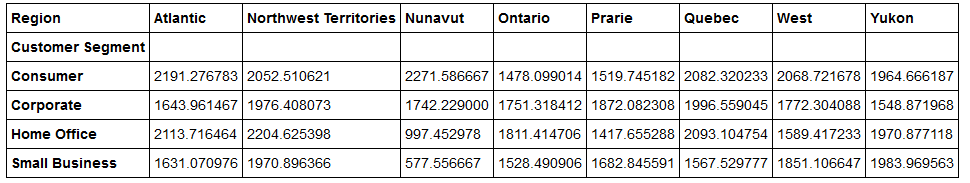 Region Atlantic Northwest Territories Nunavut Ontario Prarie Quebec West Yukon
Customer Segment
Consumer 2191.276783 2052.510621 2271.586667 1478.099014 1519.745182 2082.320233 2068.721678 1964.666187
Corporate 1643.961467 1976.408073 1742.229000 1751.318412 1872.082308 1996.559045 1772.304088 1548.871968
Home Office 2113.716464 2204.625398 997.452978 1811.414706 1417.655288 2093.104754 1589.417233 1970.877118
Small Business 1631.070976 1970.896366 577.556667 1528.490906 1682.845591 1567.529777 1851.106647 1983.969563